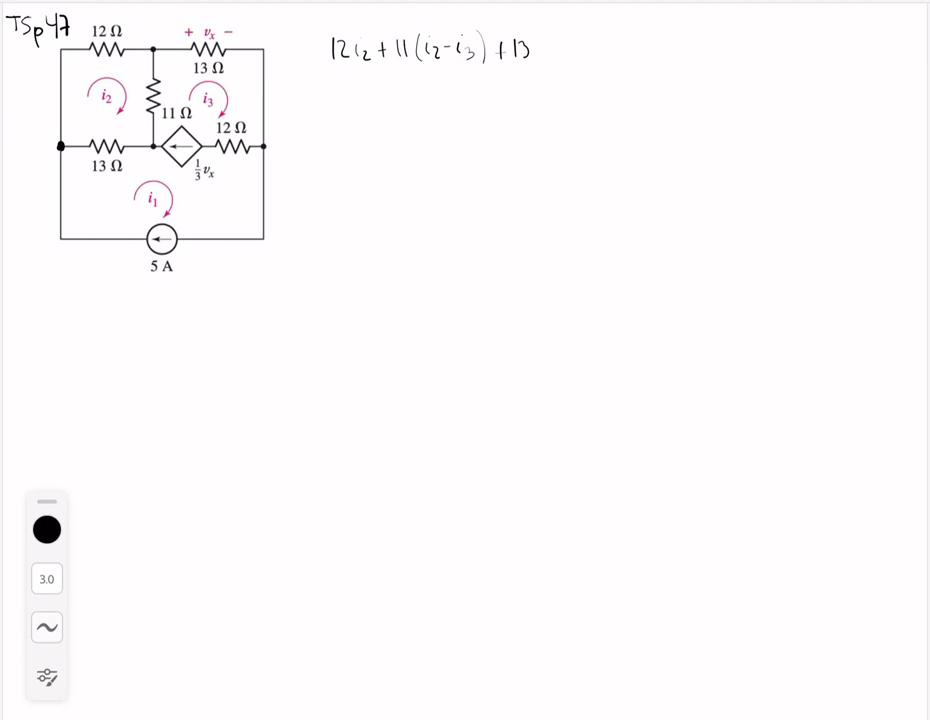 TSp47
12 Ω
+ vₓ −
12i₂ + 11(i₂-i₃) + 13
13 Ω
i₂
i₃
11 Ω
12 Ω
13 Ω
1/3 vₓ
i₁
5 A
3.0